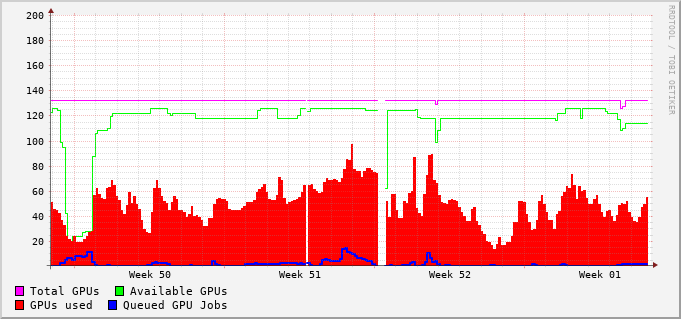 200
180
160
140
120
100
80
60
40
20
Week 50 Week 51 Week 52 Week 01
Total GPUs Available GPUs
GPUs used Queued GPU Jobs
RRDTOOL / TOBI OETIKER